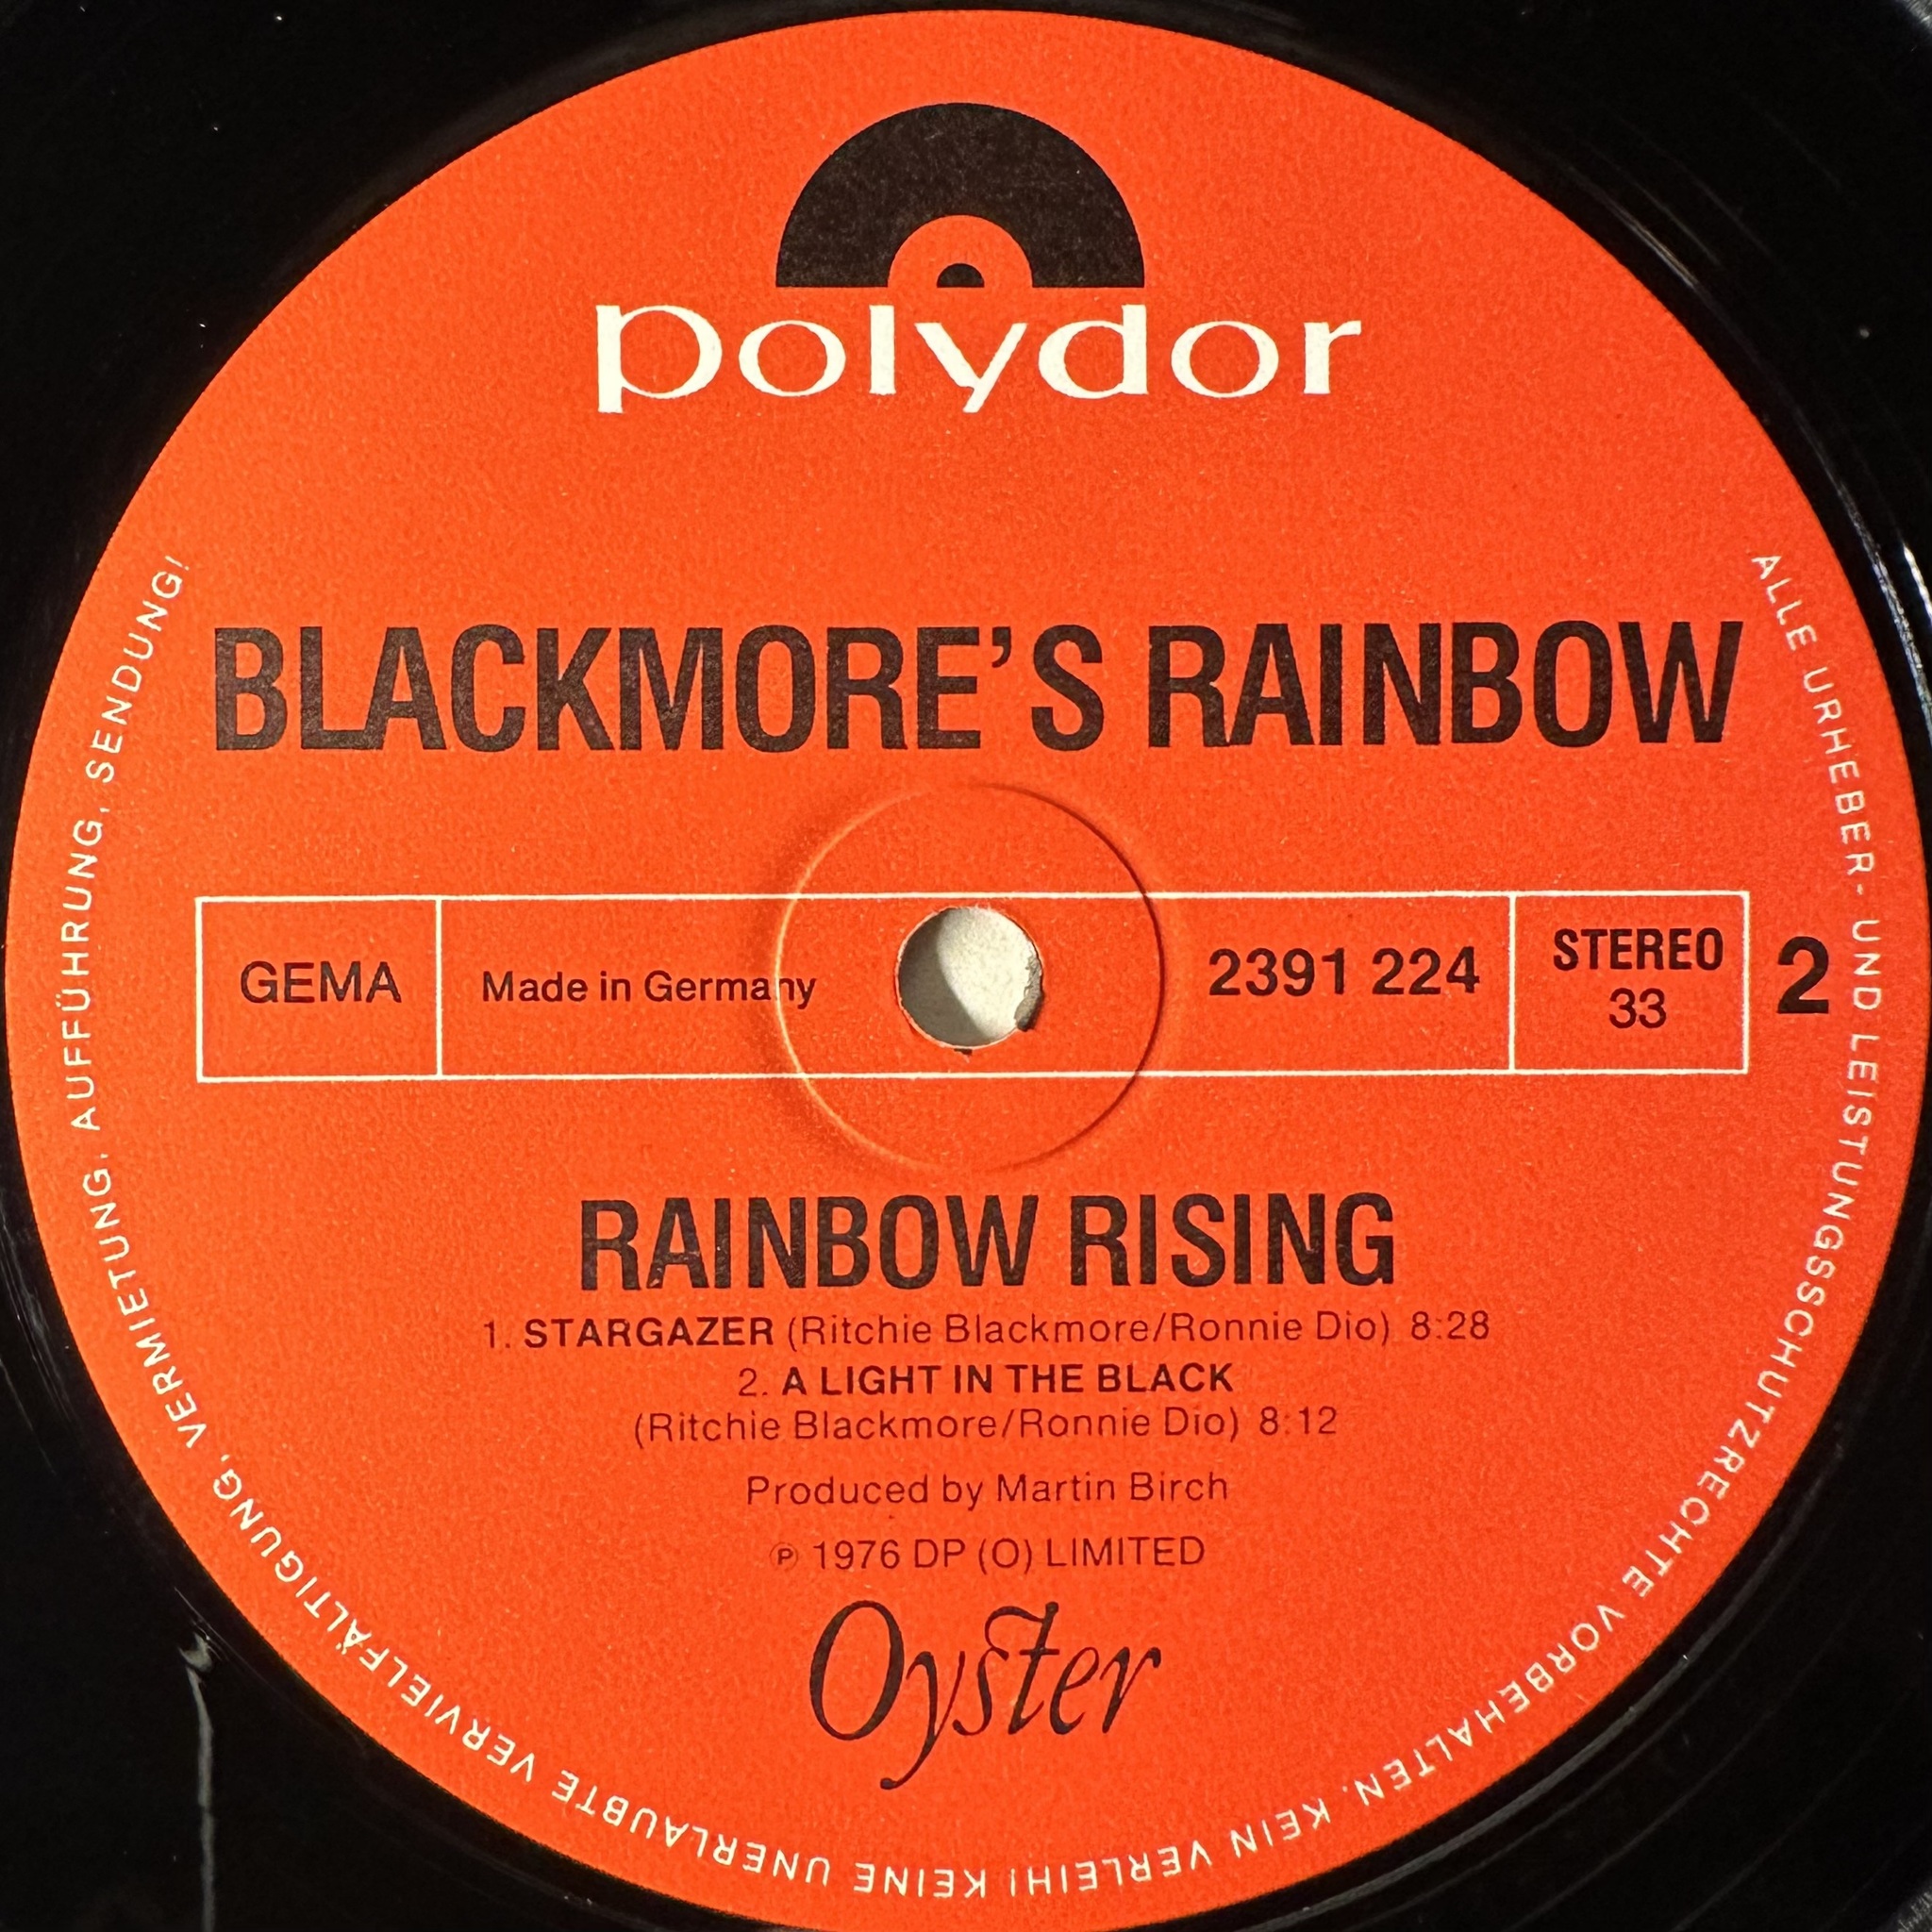 polydor
BLACKMORE'S RAINBOW
GEMA
Made in Germany
2391 224
STEREO
33
2
RAINBOW RISING
1. STARGAZER (Ritchie Blackmore/Ronnie Dio) 8:28
2. A LIGHT IN THE BLACK
(Ritchie Blackmore/Ronnie Dio) 8:12
Produced by Martin Birch
℗ 1976 DP (O) LIMITED
Oyster
ALLE URHEBER- UND LEISTUNGSSCHUTZRECHTE VORBEHALTEN. KEIN VERLEIH! KEINE UNERLAUBTE VERVIELFÄLTIGUNG, VERMIETUNG, AUFFÜHRUNG, SENDUNG!